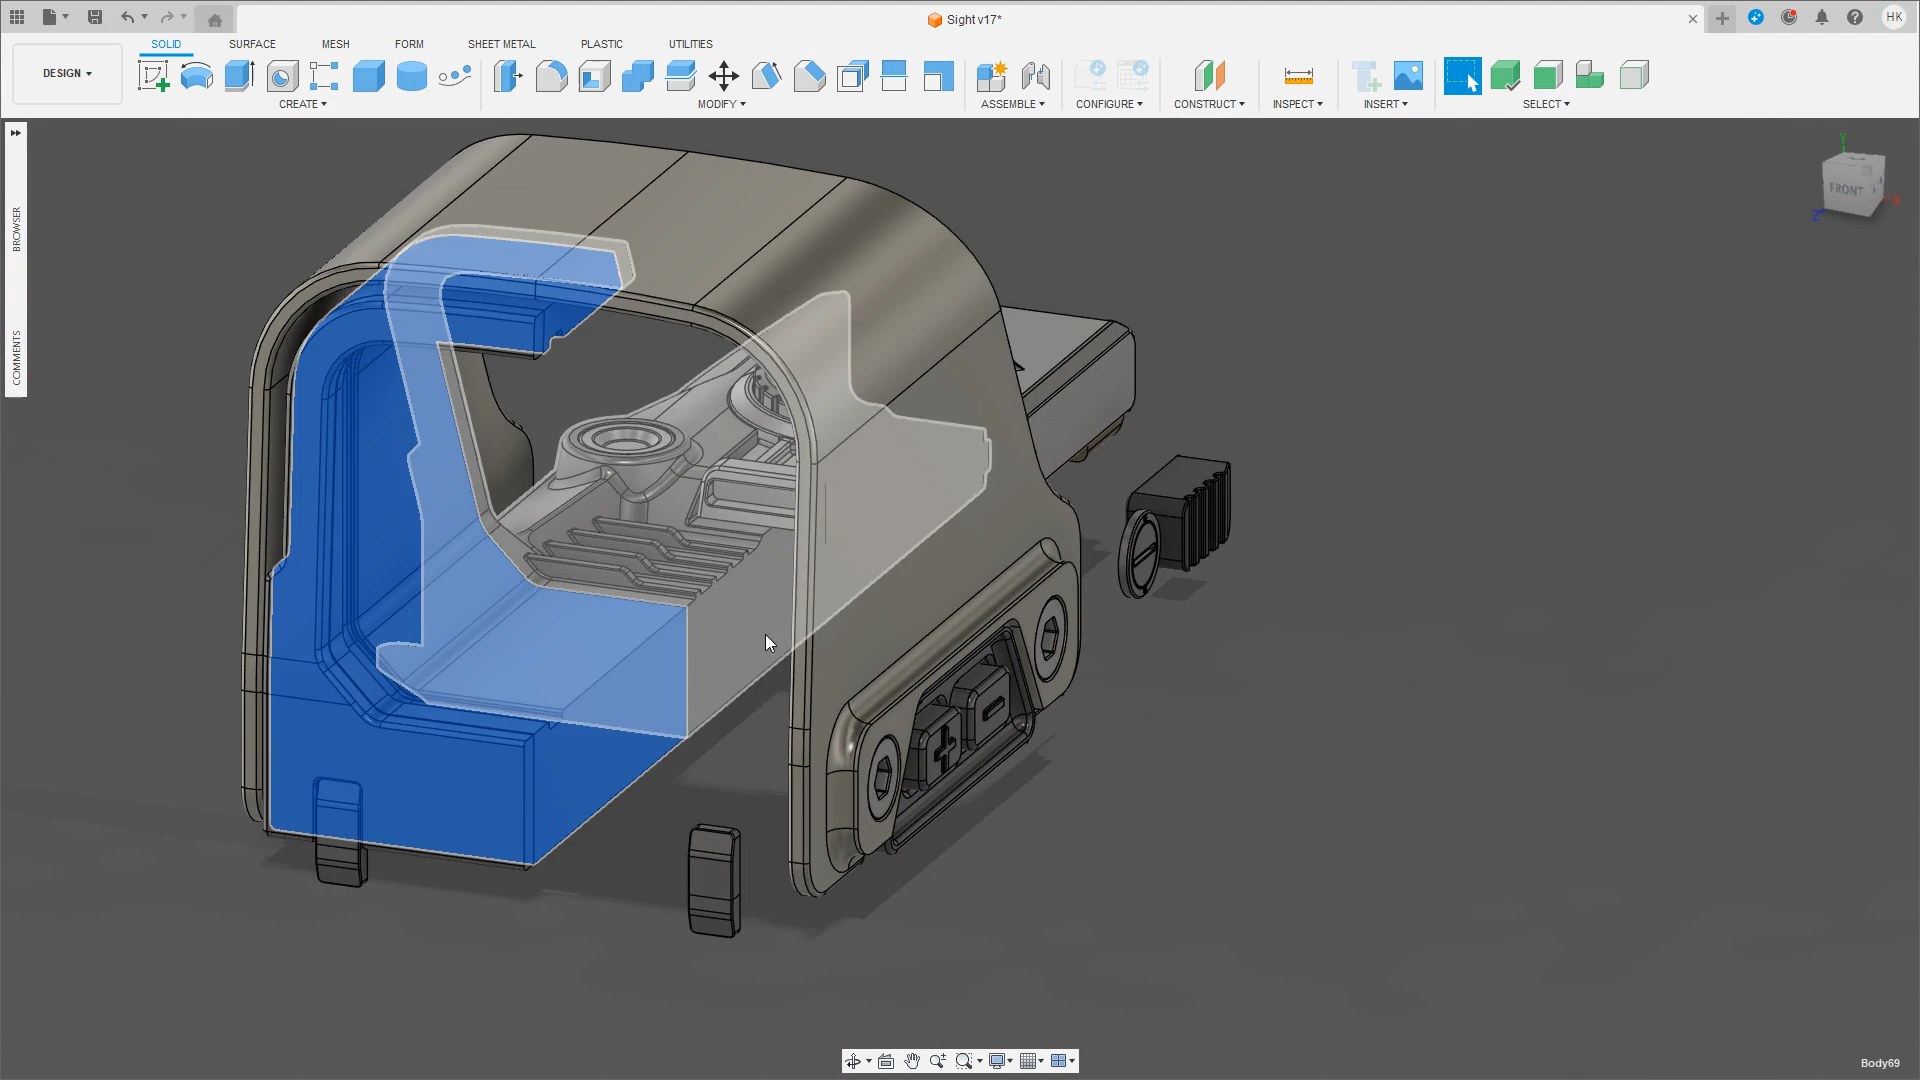 Sight v17*
HK
DESIGN
SOLID
SURFACE
MESH
FORM
SHEET METAL
PLASTIC
UTILITIES
CREATE
MODIFY
ASSEMBLE
CONFIGURE
CONSTRUCT
INSPECT
INSERT
SELECT
BROWSER
COMMENTS
Y
FRONT
X
Z
Body69